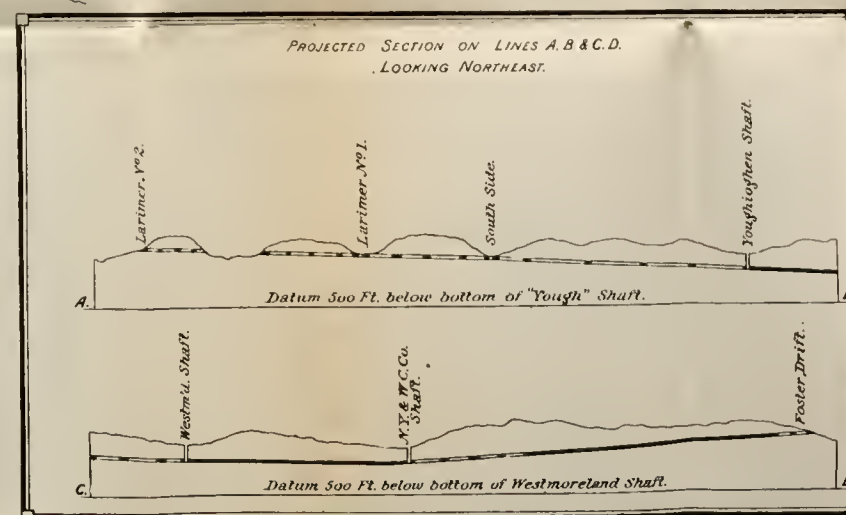 PROJECTED SECTION ON LINES A.B & C.D.
LOOKING NORTHEAST.
Larimer, No 2.
Larimer No 1.
South Side.
Youghioghen Shaft.
A.
Datum 500 Ft. below bottom of "Yough" Shaft.
Westm'd. Shaft.
N.Y. & W.C. Co.
Shaft.
Foster Drift.
C.
Datum 500 Ft. below bottom of Westmoreland Shaft.